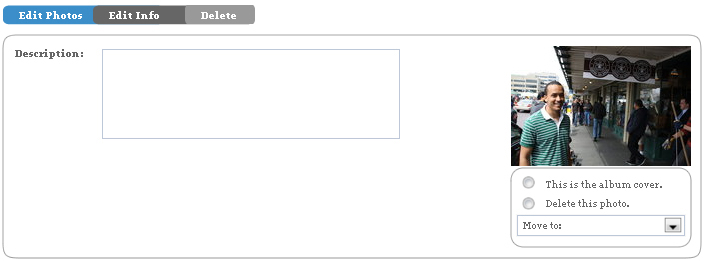 Edit Photos Edit Info Delete
Description:
This is the album cover.
Delete this photo.
Move to: